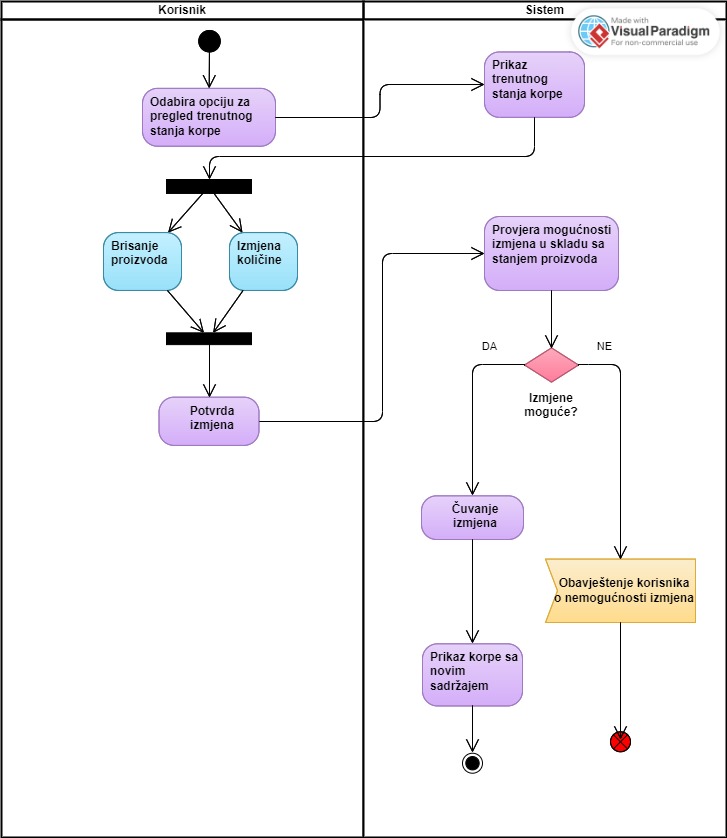 Korisnik
Sistem
Made with
VisualParadigm
For non-commercial use
Odabira opciju za
pregled trenutnog
stanja korpe
Prikaz
trenutnog
stanja korpe
Brisanje
proizvoda
Izmjena
količine
Provjera mogućnosti
izmjena u skladu sa
stanjem proizvoda
DA
NE
Izmjene
moguće?
Potvrda
izmjena
Čuvanje
izmjena
Obavještenje korisnika
o nemogućnosti izmjena
Prikaz korpe sa
novim
sadržajem